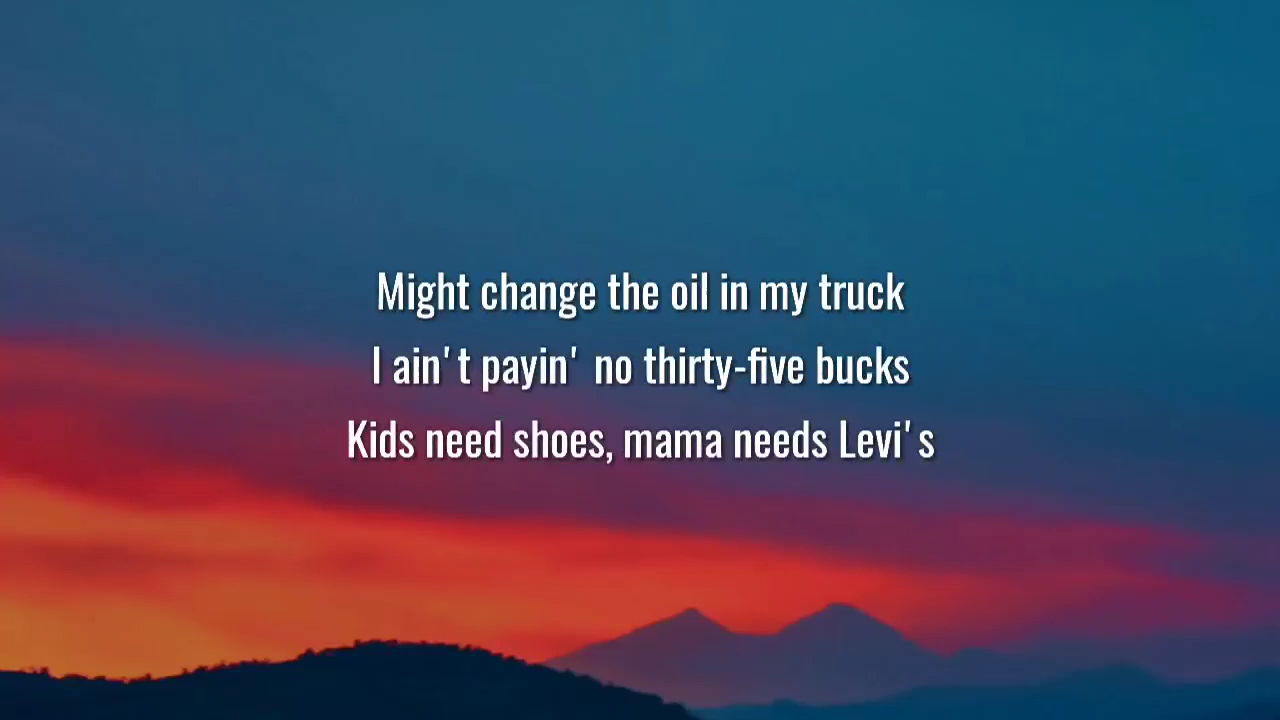 Might change the oil in my truck
I ain't payin' no thirty-five bucks
Kids need shoes, mama needs Levi's